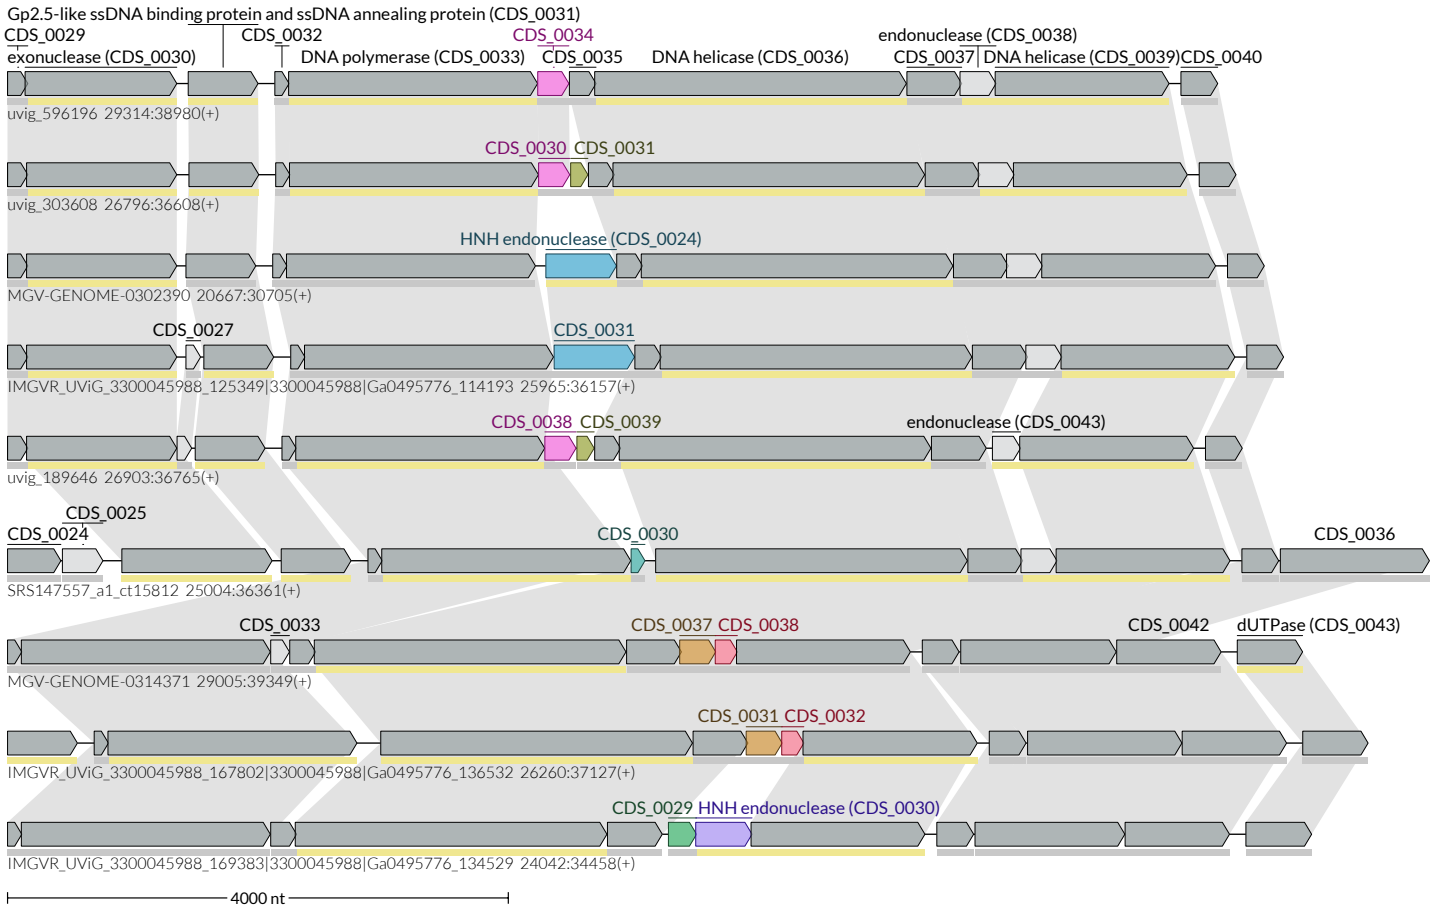 Gp2.5-like ssDNA binding protein and ssDNA annealing protein (CDS_0031)
CDS_0029 CDS_0032 CDS_0034 endonuclease (CDS_0038)
exonuclease (CDS_0030) DNA polymerase (CDS_0033) CDS_0035 DNA helicase (CDS_0036) CDS_0037 DNA helicase (CDS_0039) CDS_0040
uvig_596196 29314:38980(+)
CDS_0030 CDS_0031
uvig_303608 26796:36608(+)
HNH endonuclease (CDS_0024)
MGV-GENOME-0302390 20667:30705(+)
CDS_0027 CDS_0031
IMGVR_UViG_3300045988_125349|3300045988|Ga0495776_114193 25965:36157(+)
CDS_0038 CDS_0039 endonuclease (CDS_0043)
uvig_189646 26903:36765(+)
CDS_0025
CDS_0024 CDS_0030 CDS_0036
SRS147557_a1_ct15812 25004:36361(+)
CDS_0033 CDS_0037 CDS_0038 CDS_0042 dUTPase (CDS_0043)
MGV-GENOME-0314371 29005:39349(+)
CDS_0031 CDS_0032
IMGVR_UViG_3300045988_167802|3300045988|Ga0495776_136532 26260:37127(+)
CDS_0029 HNH endonuclease (CDS_0030)
IMGVR_UViG_3300045988_169383|3300045988|Ga0495776_134529 24042:34458(+)
4000 nt